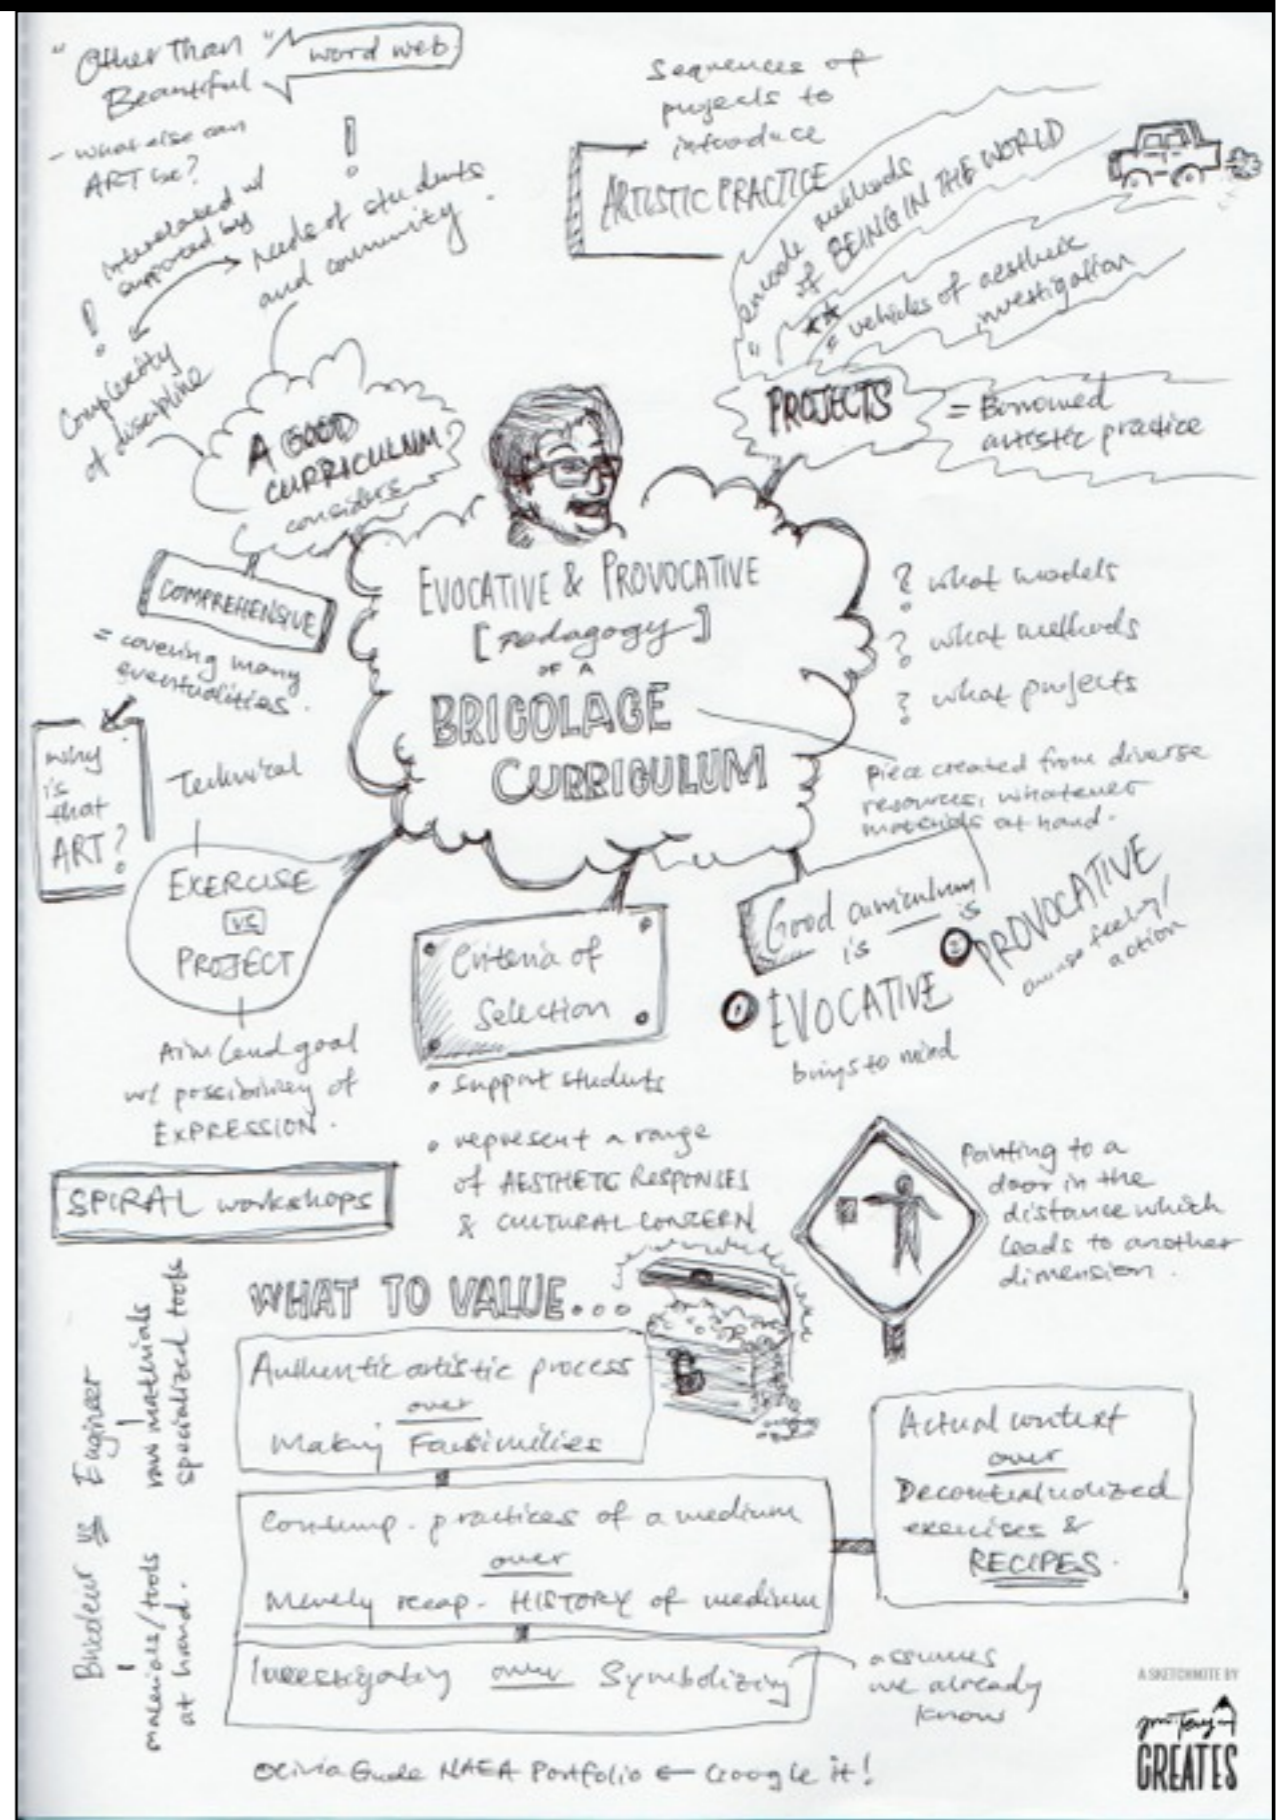 "Other Than
Beautiful"
word web
- what else can
ART be?
!
interrelated w/
supported by
needs of students
and community.
!
Complexity
of discipline
A GOOD
CURRICULUM?
considers
COMPREHENSIVE
= covering many
eventualities.
why
is
that
ART?
Technical
EXERCISE
VS
PROJECT
Aim/end goal
w/ possibility of
EXPRESSION.
Sequences of
projects to
introduce
ARTISTIC PRACTICE
" encode methods
of BEING IN THE WORLD
** vehicles of aesthetic
investigation
PROJECTS
= Borrowed
artistic practice
EVOCATIVE & PROVOCATIVE
[pedagogy]
OF A
BRICOLAGE
CURRICULUM
? what models
? what methods
? what projects
piece created from diverse
resources, whatever
materials at hand.
Good curriculum
is
is
1 EVOCATIVE
brings to mind
2 PROVOCATIVE
arouse feeling/
action
Criteria of
Selection
• support students
• represent a range
of AESTHETIC RESPONSES
& CULTURAL CONCERN
Pointing to a
door in the
distance which
leads to another
dimension.
SPIRAL workshops
WHAT TO VALUE...
Authentic artistic process
over
Making Facsimilies
Contemp. practices of a medium
over
Merely recap. HISTORY of medium
Investigating over Symbolizing
assumes
we already
know
Actual context
over
Decontextualized
exercises &
RECIPES.
Bricoleur vs Engineer
materials/tools
at hand.
raw materials
specialized tools
Olivia Gude NAEA Portfolio ← Google it!
A SKETCHNOTE BY
CREATES